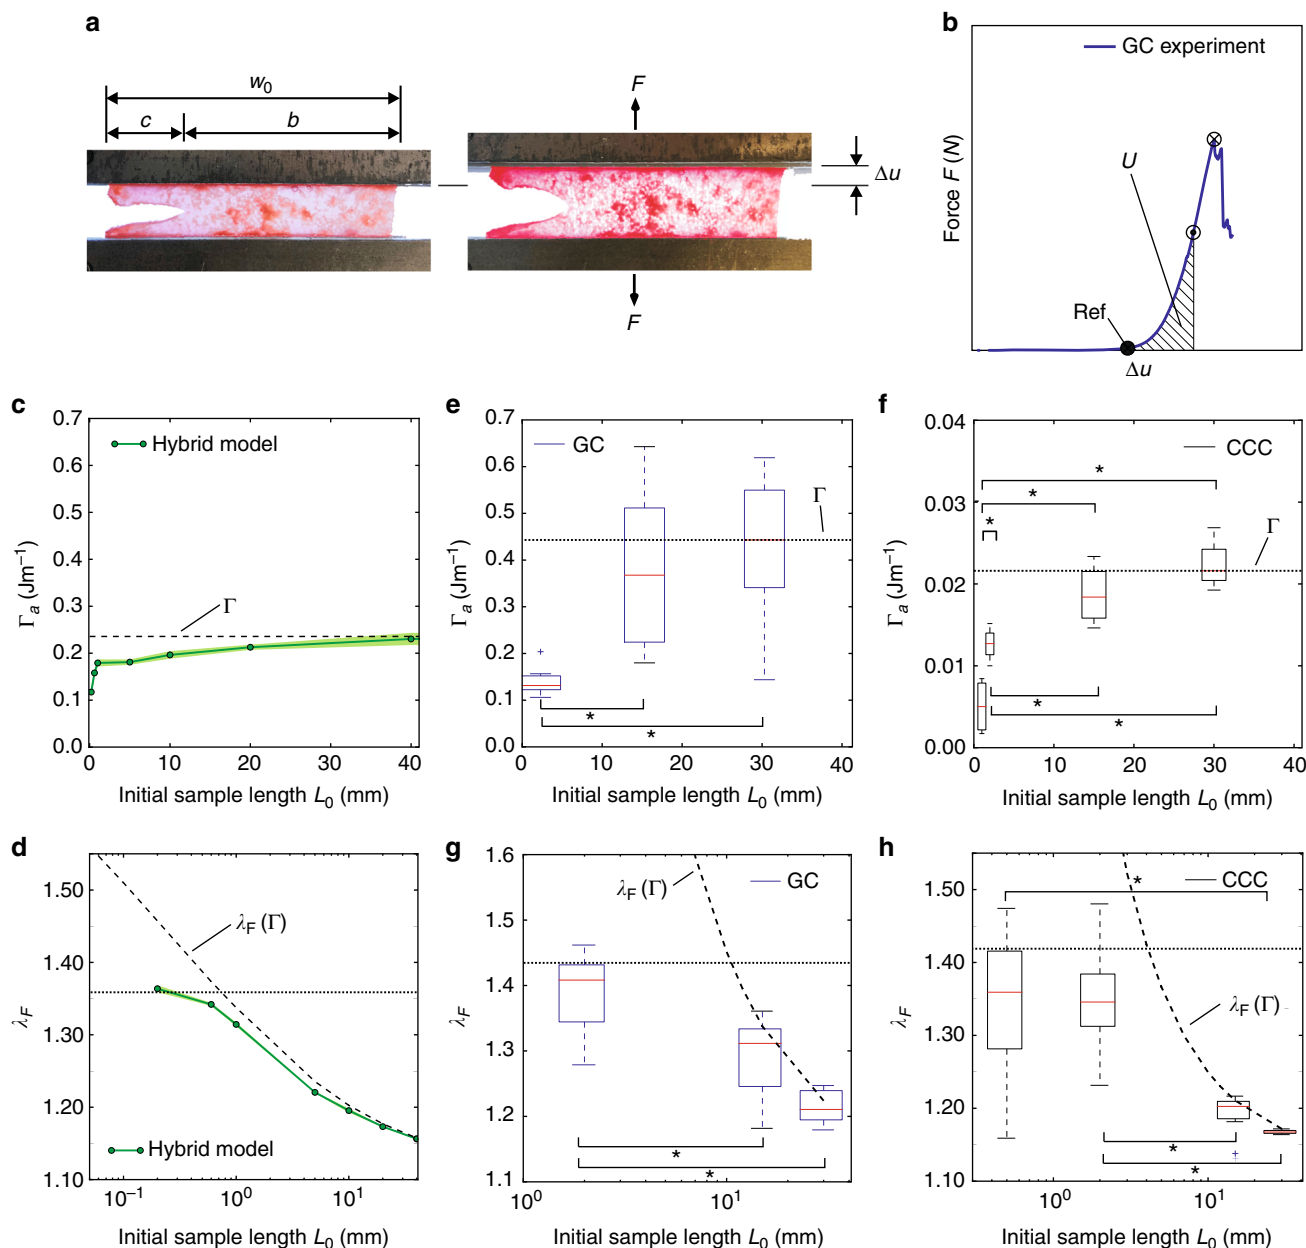 a
w0
c
b
F
Δu
F
b
GC experiment
Force F (N)
U
Ref
Δu
c
0.7
0.6
0.5
0.4
0.3
0.2
0.1
0.0
Γa (Jm−1)
Hybrid model
Γ
0
10
20
30
40
Initial sample length L0 (mm)
e
0.7
0.6
0.5
0.4
0.3
0.2
0.1
0.0
Γa (Jm−1)
GC
Γ
+
*
*
0
10
20
30
40
Initial sample length L0 (mm)
f
0.04
0.03
0.02
0.01
0.00
Γa (Jm−1)
CCC
Γ
*
*
*
*
*
0
10
20
30
40
Initial sample length L0 (mm)
d
1.50
1.40
1.30
1.20
1.10
λF
λF (Γ)
Hybrid model
10−1
100
101
Initial sample length L0 (mm)
g
1.6
1.5
1.4
1.3
1.2
1.1
λF
λF (Γ)
GC
*
*
100
101
Initial sample length L0 (mm)
h
1.50
1.40
1.30
1.20
1.10
λF
*
CCC
λF (Γ)
+
*
*
100
101
Initial sample length L0 (mm)